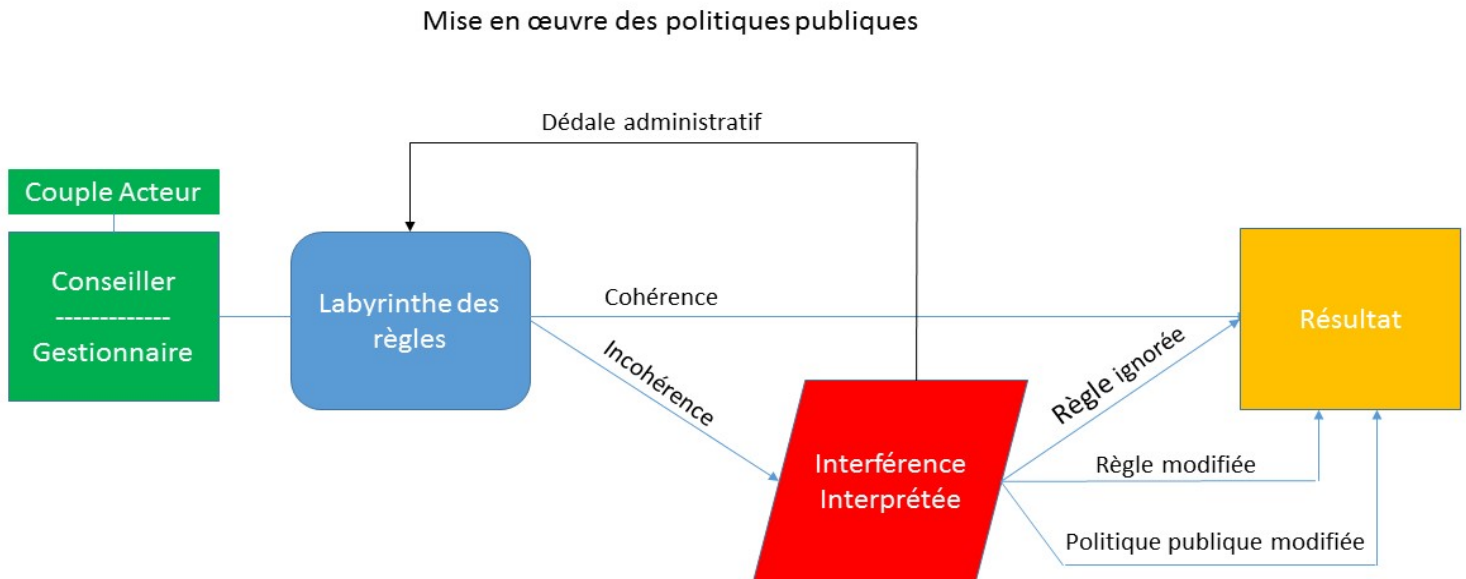 Mise en œuvre des politiques publiques
Dédale administratif
Couple Acteur
Conseiller
-------------
Gestionnaire
Labyrinthe des
règles
Cohérence
Incohérence
Interférence
Interprétée
Règle ignorée
Règle modifiée
Politique publique modifiée
Résultat